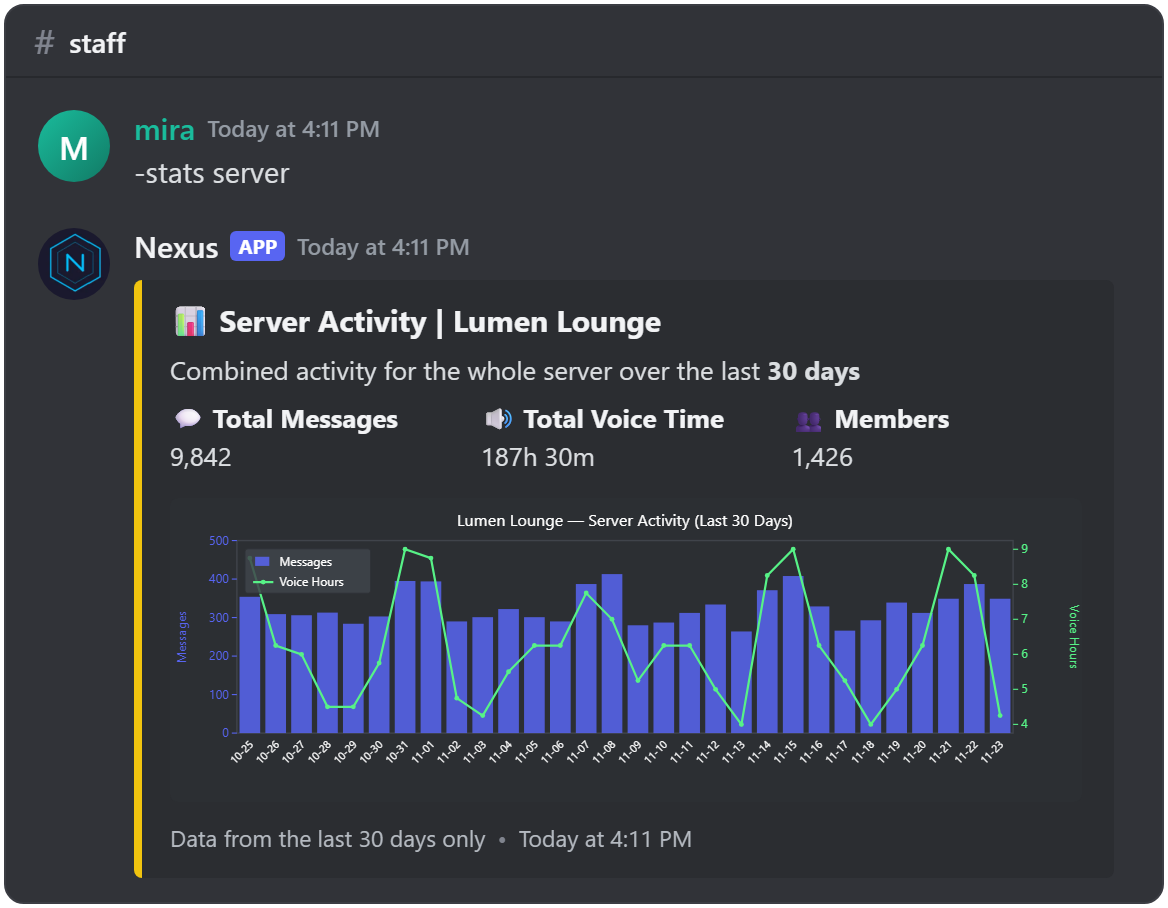 # staff
M
mira Today at 4:11 PM
-stats server
N
Nexus APP Today at 4:11 PM
📊 Server Activity | Lumen Lounge
Combined activity for the whole server over the last 30 days
💬 Total Messages
9,842
🔊 Total Voice Time
187h 30m
👥 Members
1,426
Lumen Lounge — Server Activity (Last 30 Days)
Messages
Voice Hours
Messages
500
400
300
200
100
0
Voice Hours
9
8
7
6
5
4
10-25 10-26 10-27 10-28 10-29 10-30 10-31 11-01 11-02 11-03 11-04 11-05 11-06 11-07 11-08 11-09 11-10 11-11 11-12 11-13 11-14 11-15 11-16 11-17 11-18 11-19 11-20 11-21 11-22 11-23
Data from the last 30 days only • Today at 4:11 PM